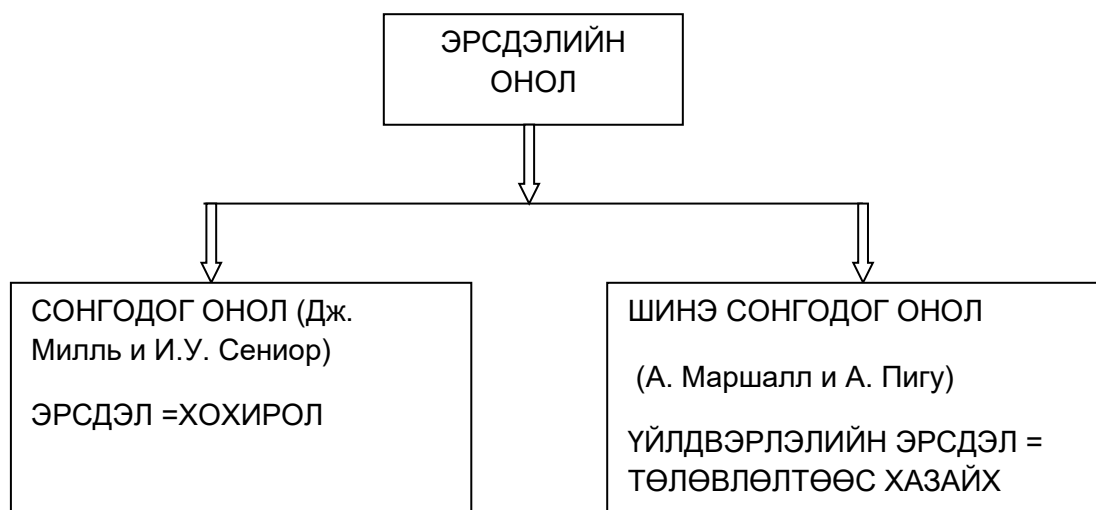 ЭРСДЭЛИЙН
ОНОЛ
СОНГОДОГ ОНОЛ (Дж.
Милль и И.У. Сениор)
ЭРСДЭЛ =ХОХИРОЛ
ШИНЭ СОНГОДОГ ОНОЛ
(А. Маршалл и А. Пигу)
ҮЙЛДВЭРЛЭЛИЙН ЭРСДЭЛ =
ТӨЛӨВЛӨЛТӨӨС ХАЗАЙХ